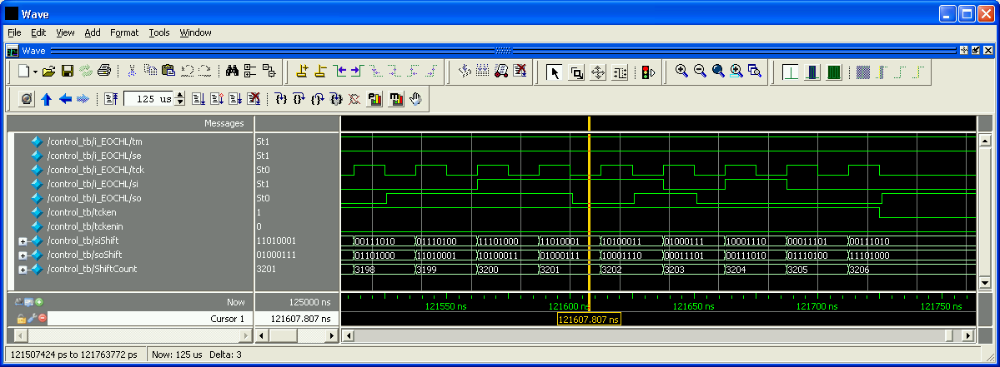 Wave
File Edit View Add Format Tools Window
Wave
125 us
Messages
/control_tb/i_EOCHL/tm St1
/control_tb/i_EOCHL/se St1
/control_tb/i_EOCHL/tck St0
/control_tb/i_EOCHL/si St1
/control_tb/i_EOCHL/so St0
/control_tb/tcken 1
/control_tb/tckenin 0
/control_tb/siShift 11010001 00111010 01110100 11101000 11010001 10100011 01000111 10001110 00011101 00111010
/control_tb/soShift 01000111 01101000 11010001 10100011 01000111 10001110 00011101 00111010 01110100 11101000
/control_tb/ShiftCount 3201 3198 3199 3200 3201 3202 3203 3204 3205 3206
Now 125000 ns 121550 ns 121600 ns 121650 ns 121700 ns 121750 ns
Cursor 1 121607.807 ns 121607.807 ns
121507424 ps to 121763772 ps Now: 125 us Delta: 3